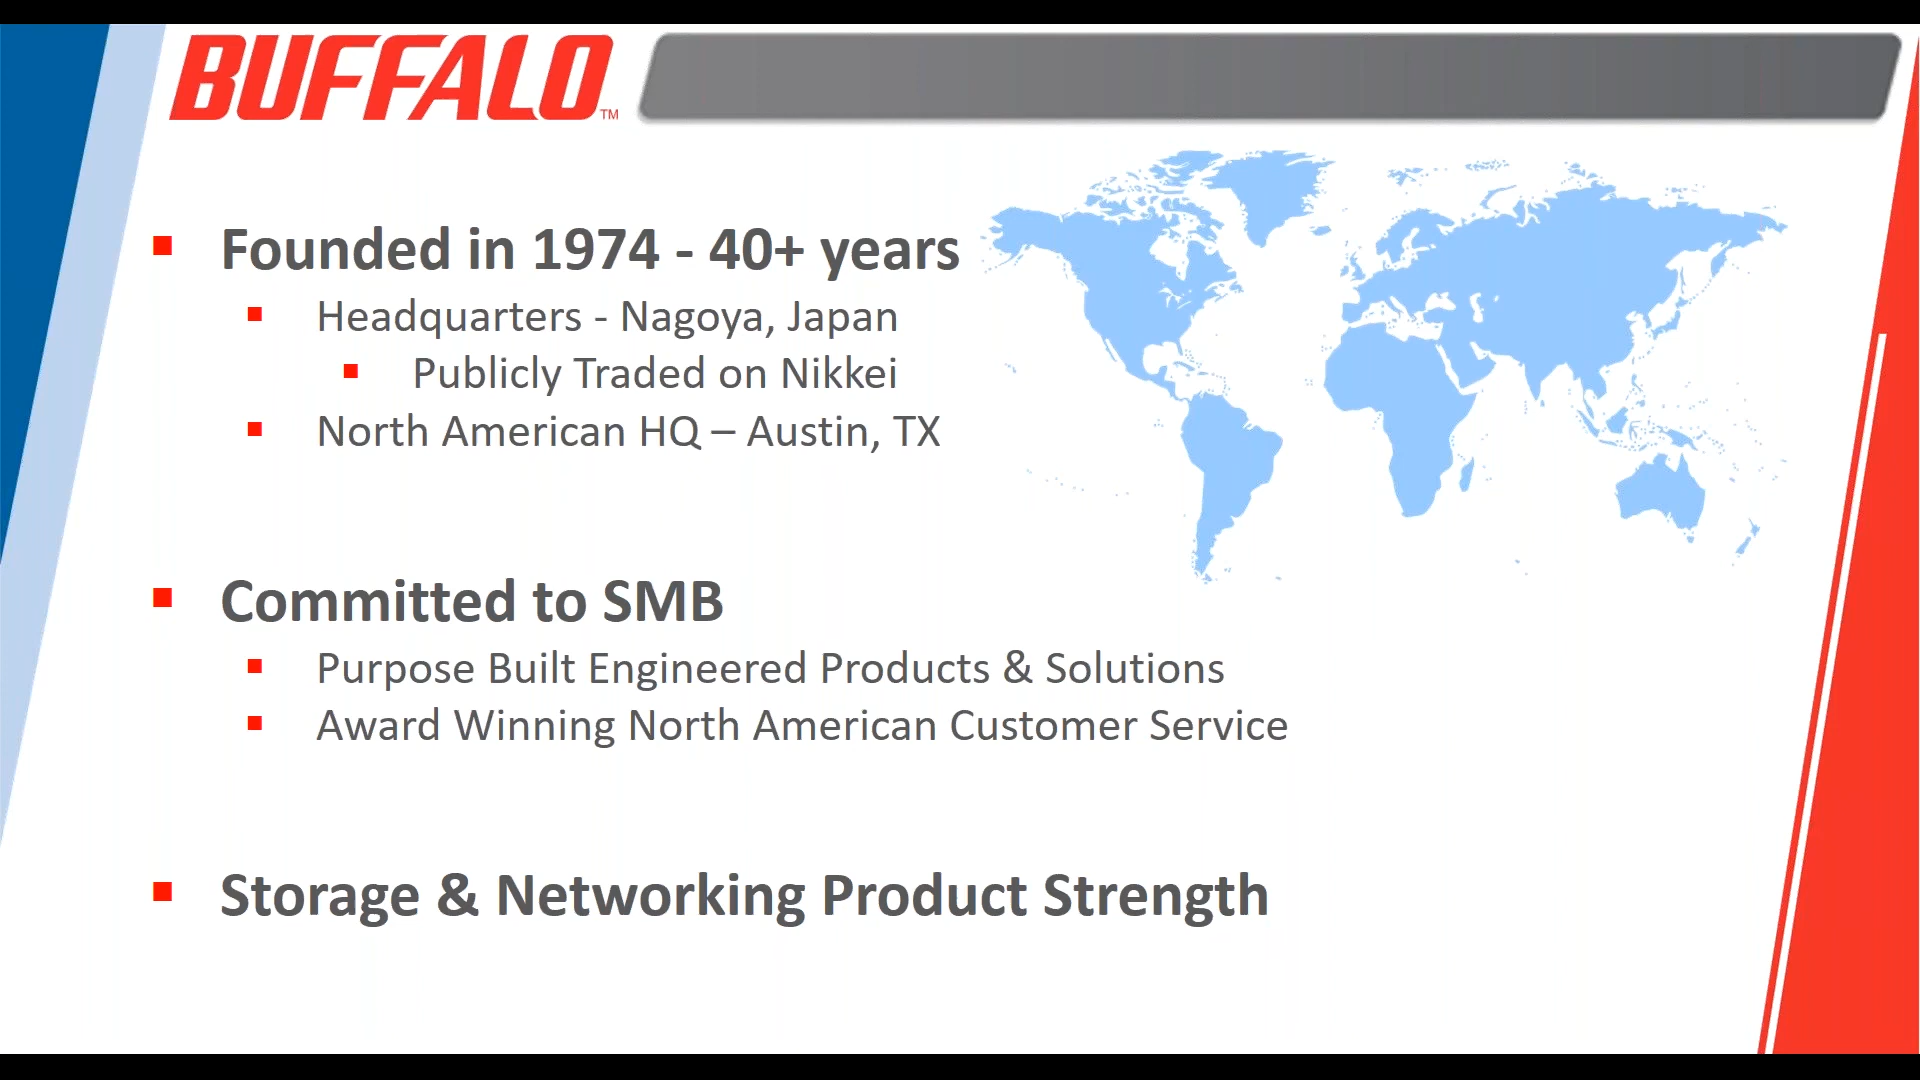 BUFFALO™
Founded in 1974 - 40+ years
Headquarters - Nagoya, Japan
Publicly Traded on Nikkei
North American HQ – Austin, TX
Committed to SMB
Purpose Built Engineered Products & Solutions
Award Winning North American Customer Service
Storage & Networking Product Strength